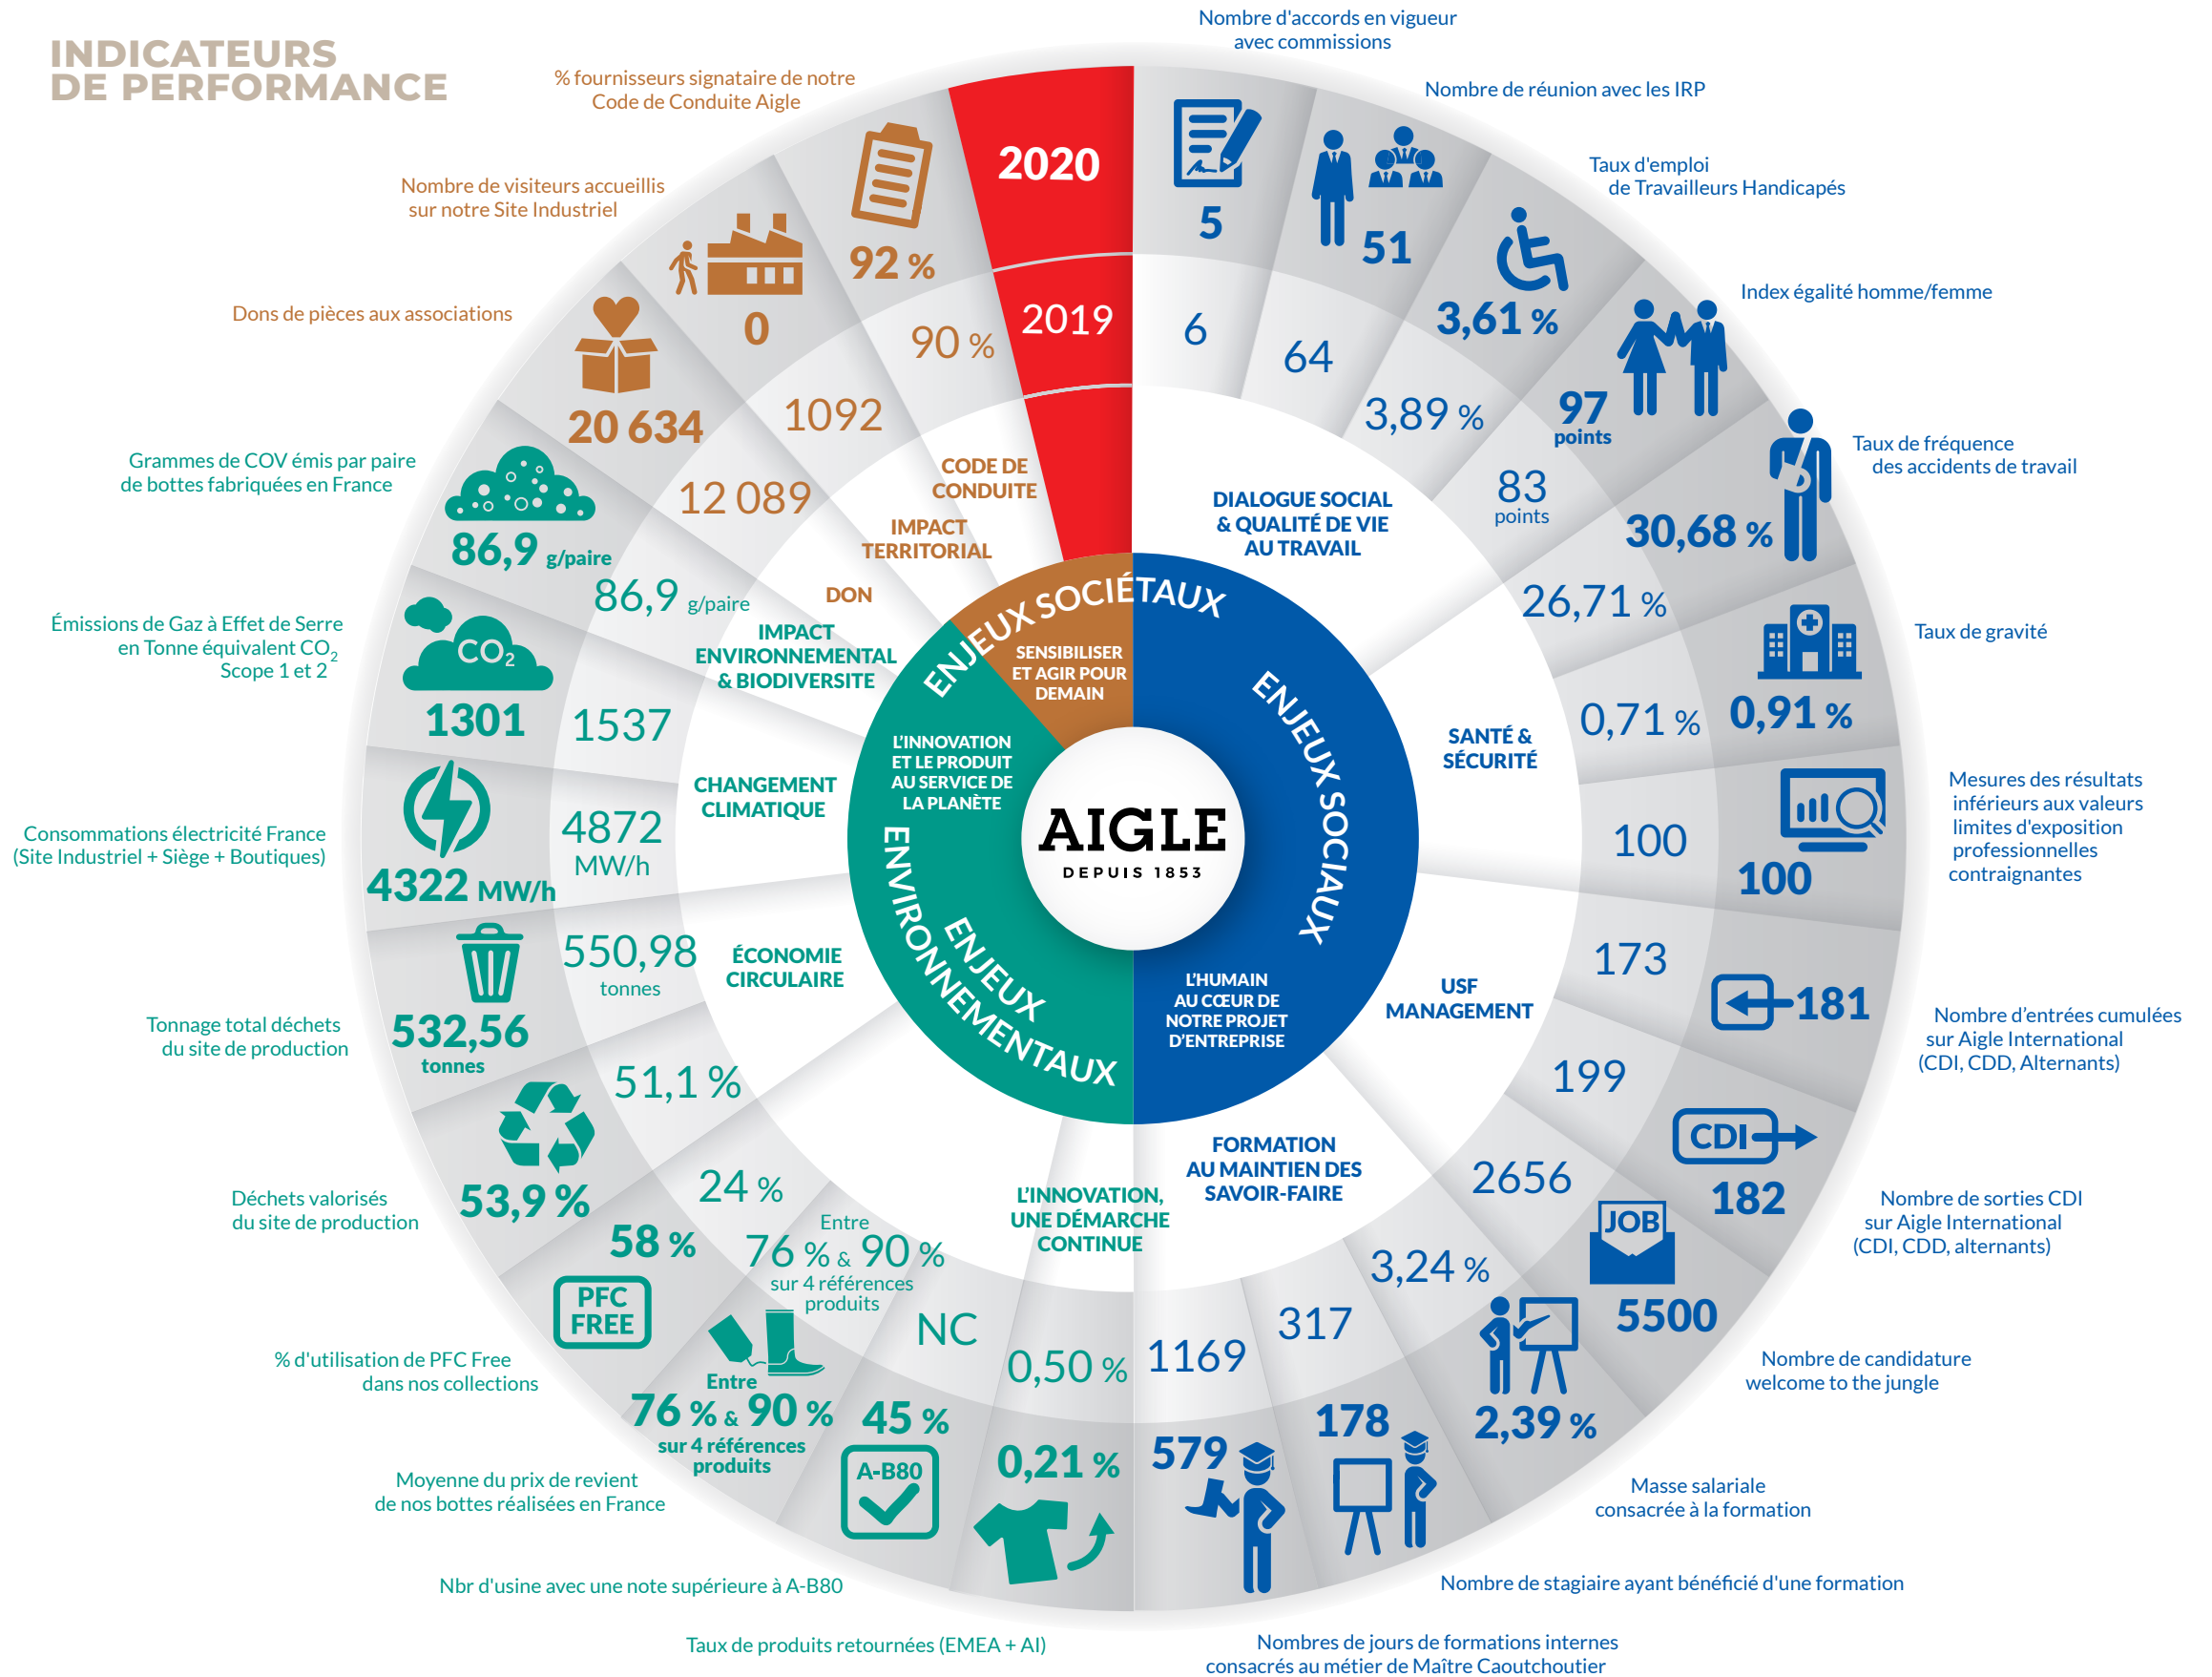 INDICATEURS
DE PERFORMANCE
2020
2019
Nombre d'accords en vigueur
avec commissions
5
6
Nombre de réunion avec les IRP
51
64
Taux d'emploi
de Travailleurs Handicapés
3,61 %
3,89 %
Index égalité homme/femme
97
points
83
points
DIALOGUE SOCIAL
& QUALITÉ DE VIE
AU TRAVAIL
Taux de fréquence
des accidents de travail
30,68 %
26,71 %
Taux de gravité
0,91 %
0,71 %
Mesures des résultats
inférieurs aux valeurs
limites d'exposition
professionnelles
contraignantes
100
100
SANTÉ &
SÉCURITÉ
Nombre d’entrées cumulées
sur Aigle International
(CDI, CDD, Alternants)
181
173
Nombre de sorties CDI
sur Aigle International
(CDI, CDD, alternants)
CDI
182
199
Nombre de candidature
welcome to the jungle
JOB
5500
2656
USF
MANAGEMENT
Masse salariale
consacrée à la formation
2,39 %
3,24 %
Nombre de stagiaire ayant bénéficié d'une formation
178
317
Nombres de jours de formations internes
consacrés au métier de Maître Caoutchoutier
579
1169
FORMATION
AU MAINTIEN DES
SAVOIR-FAIRE
Taux de produits retournées (EMEA + AI)
0,21 %
0,50 %
Nbr d'usine avec une note supérieure à A-B80
45 %
A-B80
NC
Moyenne du prix de revient
de nos bottes réalisées en France
Entre
76 % & 90 %
sur 4 références
produits
Entre
76 % & 90 %
sur 4 références
produits
% d'utilisation de PFC Free
dans nos collections
58 %
PFC
FREE
24 %
L’INNOVATION,
UNE DÉMARCHE
CONTINUE
Déchets valorisés
du site de production
53,9 %
51,1 %
Tonnage total déchets
du site de production
532,56
tonnes
550,98
tonnes
ÉCONOMIE
CIRCULAIRE
Consommations électricité France
(Site Industriel + Siège + Boutiques)
4322 MW/h
4872
MW/h
Émissions de Gaz à Effet de Serre
en Tonne équivalent CO2
Scope 1 et 2
CO2
1301
1537
CHANGEMENT
CLIMATIQUE
Grammes de COV émis par paire
de bottes fabriquées en France
86,9 g/paire
86,9 g/paire
IMPACT
ENVIRONNEMENTAL
& BIODIVERSITE
Dons de pièces aux associations
20 634
12 089
DON
Nombre de visiteurs accueillis
sur notre Site Industriel
0
1092
IMPACT
TERRITORIAL
% fournisseurs signataire de notre
Code de Conduite Aigle
92 %
90 %
CODE DE
CONDUITE
ENJEUX SOCIÉTAUX
SENSIBILISER
ET AGIR POUR
DEMAIN
ENJEUX SOCIAUX
L’HUMAIN
AU CŒUR DE
NOTRE PROJET
D’ENTREPRISE
L’INNOVATION
ET LE PRODUIT
AU SERVICE DE
LA PLANÈTE
ENJEUX
ENVIRONNEMENTAUX
AIGLE
DEPUIS 1853